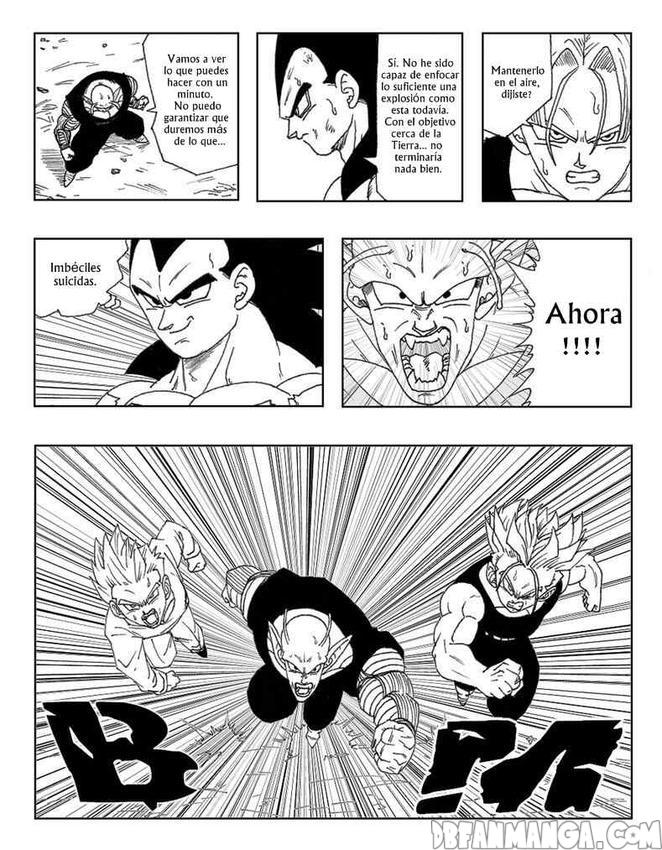 Mantenerlo
en el aire,
dijiste?
Sí. No he sido
capaz de enfocar
lo suficiente una
explosión como
esta todavía.
Con el objetivo
cerca de la
Tierra... no
terminaría
nada bien.
Vamos a ver
lo que puedes
hacer con un
minuto.
No puedo
garantizar que
duremos más
de lo que...
Ahora
!!!!
Imbéciles
suicidas.
DBFANMANGA.COM